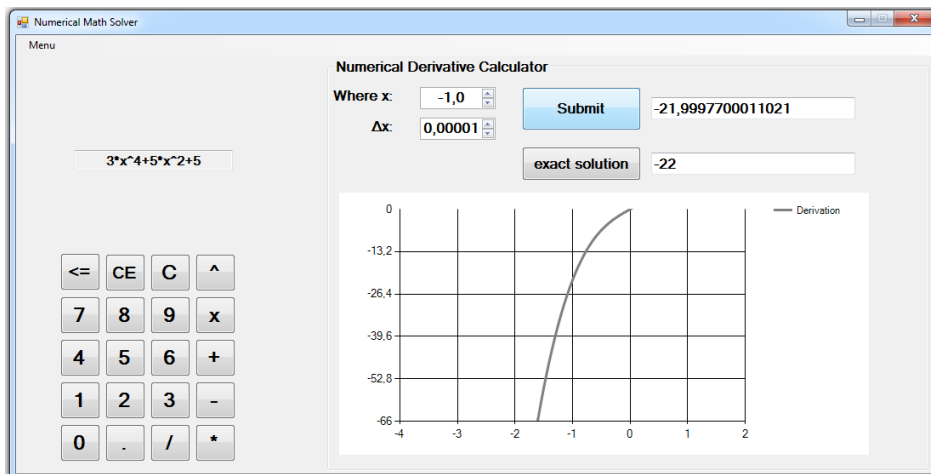 Numerical Math Solver
Menu
Numerical Derivative Calculator
Where x: -1,0 Submit -21,9997700011021
Δx: 0,00001
3*x^4+5*x^2+5
exact solution -22
Derivation
0
-13,2
-26,4
-39,6
-52,8
-66
-4 -3 -2 -1 0 1 2
<= CE C ^
7 8 9 x
4 5 6 +
1 2 3 -
0 . / *